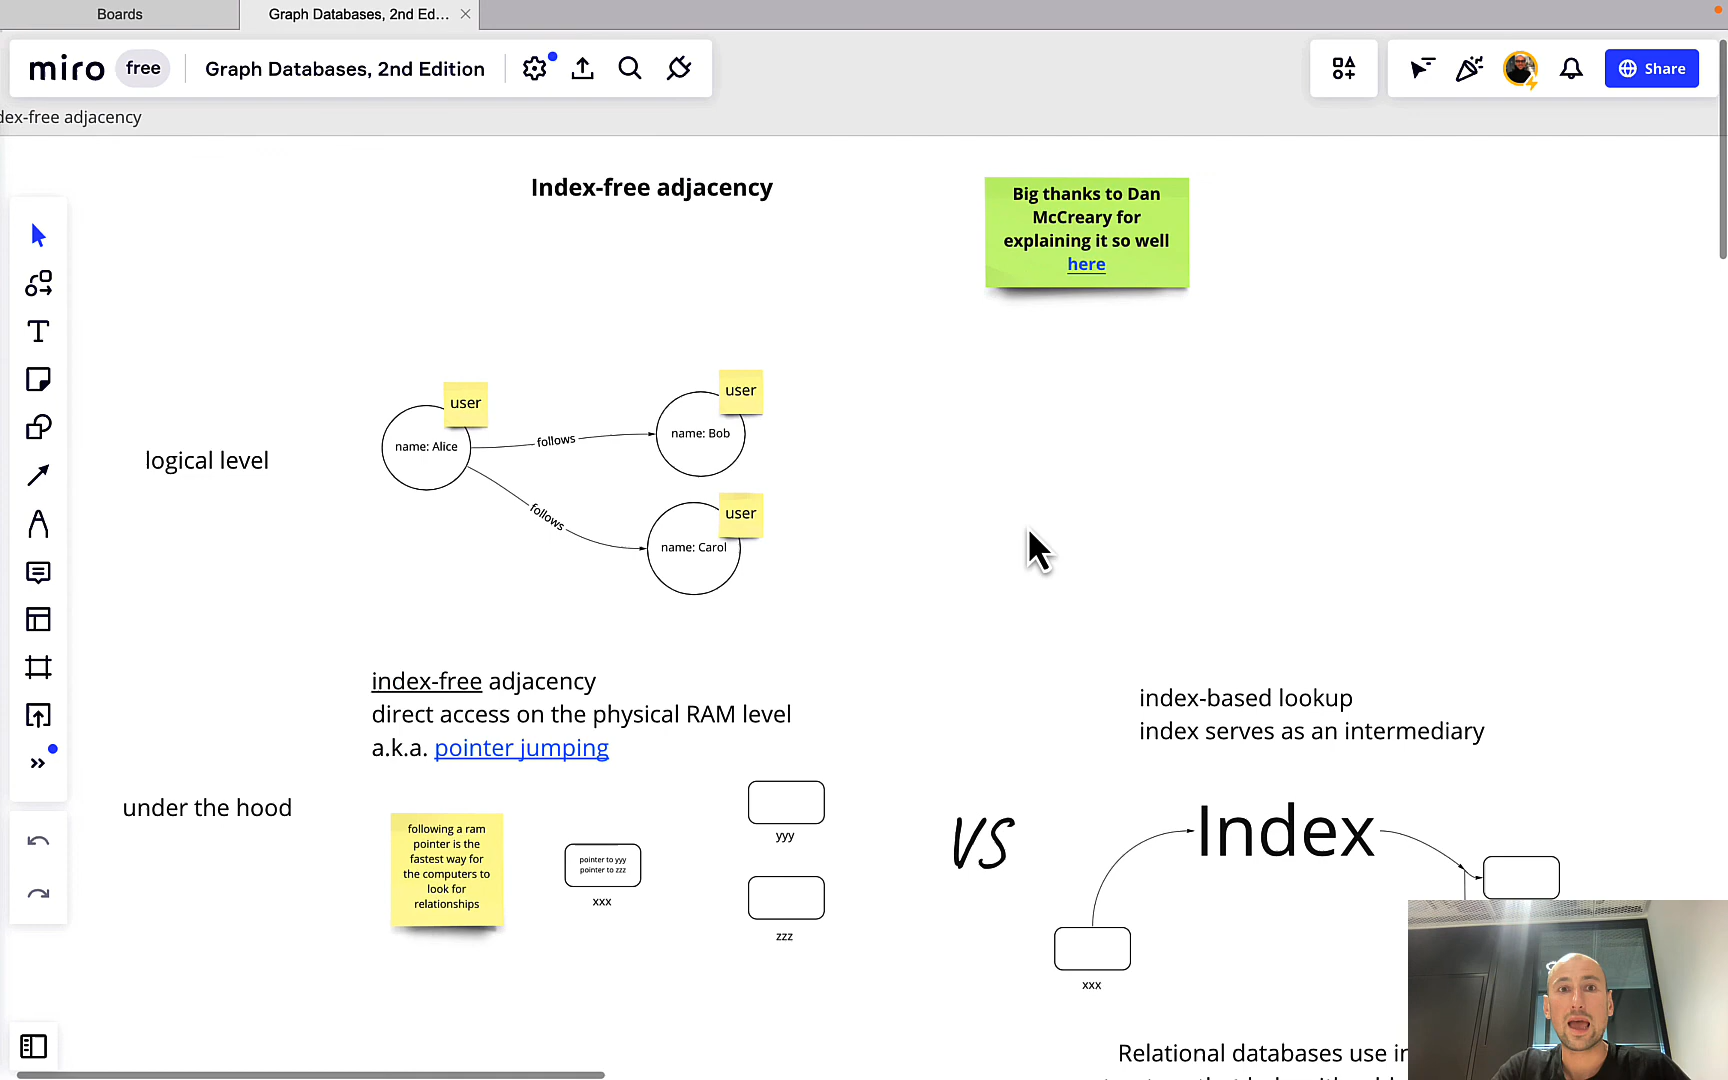 Boards
Graph Databases, 2nd Ed...
miro
free
Graph Databases, 2nd Edition
Share
dex-free adjacency
Index-free adjacency
Big thanks to Dan
McCreary for
explaining it so well
here
user
user
name: Alice
follows
name: Bob
logical level
user
follows
name: Carol
index-free adjacency
direct access on the physical RAM level
a.k.a. pointer jumping
index-based lookup
index serves as an intermediary
under the hood
following a ram
pointer is the
fastest way for
the computers to
look for
relationships
pointer to yyy
pointer to zzz
xxx
yyy
zzz
VS
Index
xxx
Relational databases use in